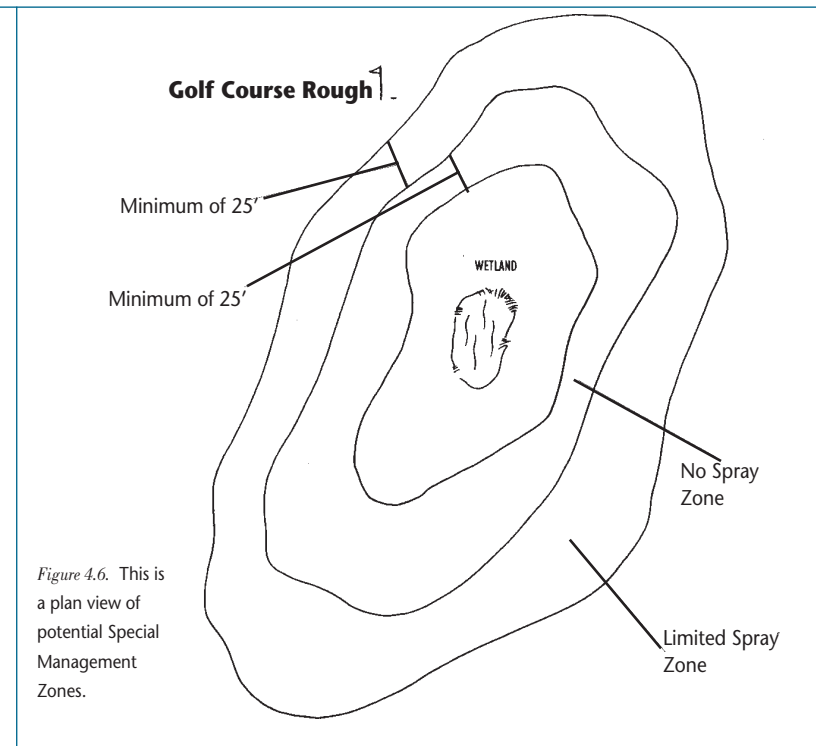 Golf Course Rough
Minimum of 25’
Minimum of 25’
WETLAND
No Spray
Zone
Limited Spray
Zone
Figure 4.6. This is
a plan view of
potential Special
Management
Zones.